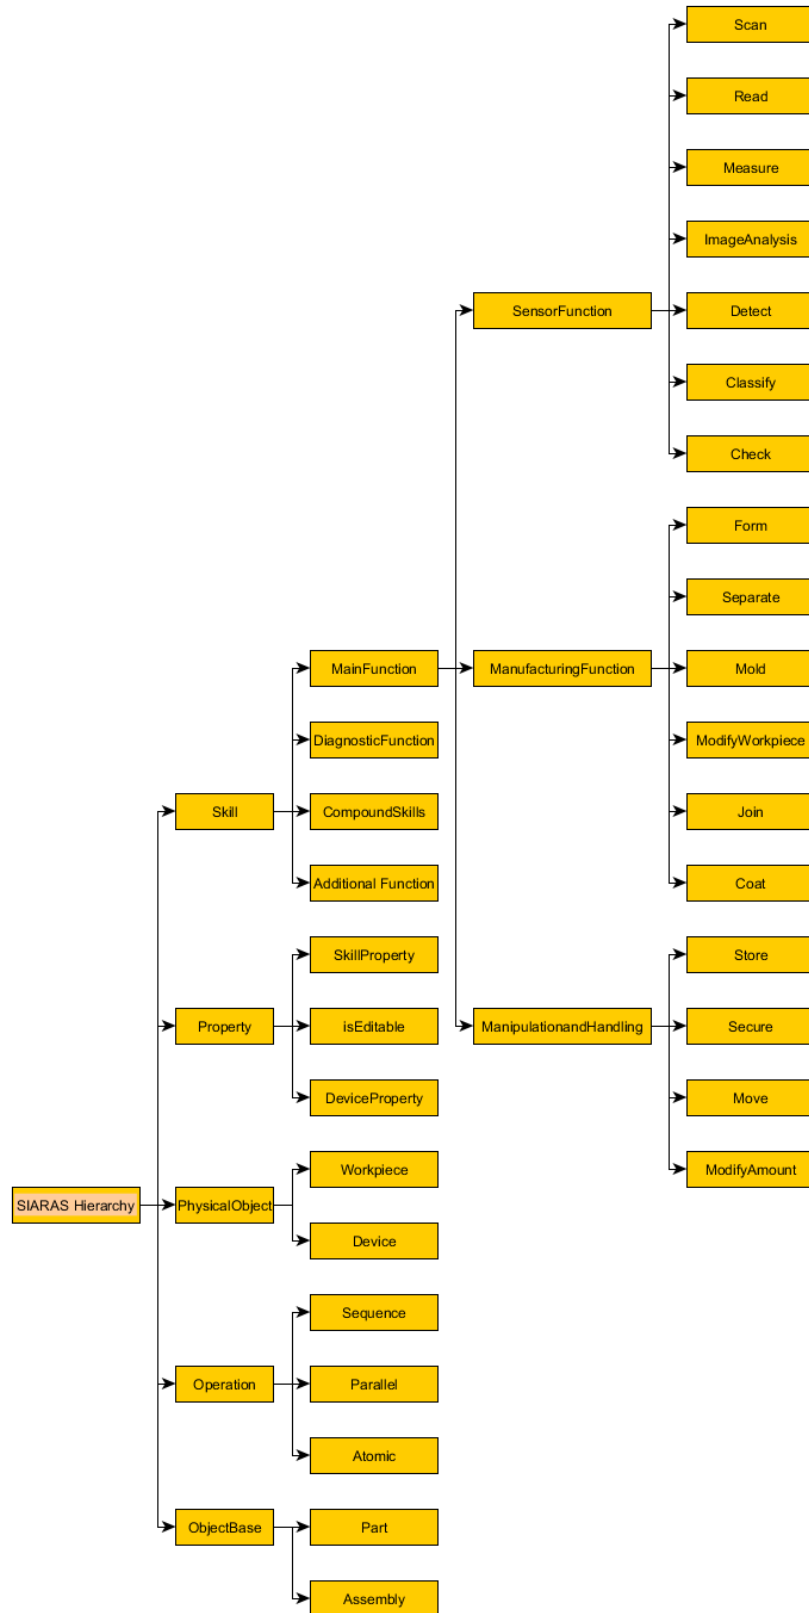 Scan
Read
Measure
ImageAnalysis
SensorFunction
Detect
Classify
Check
Form
Separate
MainFunction
ManufacturingFunction
Mold
DiagnosticFunction
ModifyWorkpiece
Skill
CompoundSkills
Join
Additional Function
Coat
SkillProperty
Store
Property
isEditable
ManipulationandHandling
Secure
DeviceProperty
Move
Workpiece
ModifyAmount
SIARAS Hierarchy
PhysicalObject
Device
Sequence
Operation
Parallel
Atomic
ObjectBase
Part
Assembly